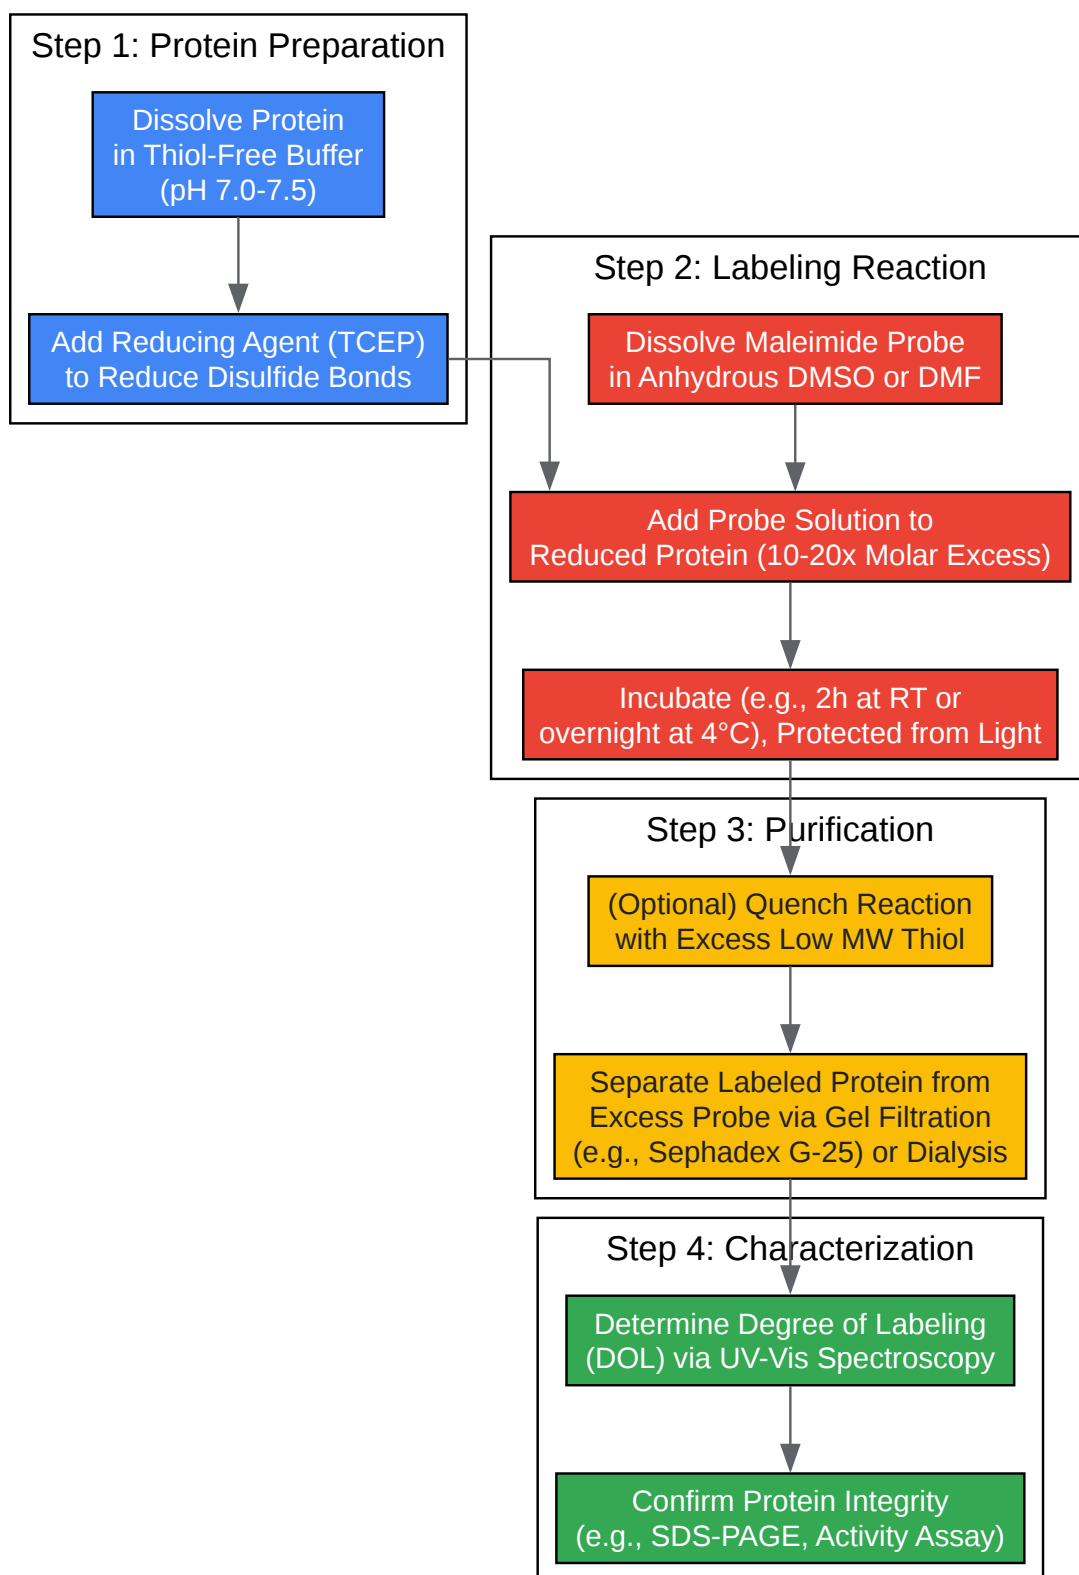 Step 1: Protein Preparation
Dissolve Protein
in Thiol-Free Buffer
(pH 7.0-7.5)
Add Reducing Agent (TCEP)
to Reduce Disulfide Bonds
Step 2: Labeling Reaction
Dissolve Maleimide Probe
in Anhydrous DMSO or DMF
Add Probe Solution to
Reduced Protein (10-20x Molar Excess)
Incubate (e.g., 2h at RT or
overnight at 4°C), Protected from Light
Step 3: Purification
(Optional) Quench Reaction
with Excess Low MW Thiol
Separate Labeled Protein from
Excess Probe via Gel Filtration
(e.g., Sephadex G-25) or Dialysis
Step 4: Characterization
Determine Degree of Labeling
(DOL) via UV-Vis Spectroscopy
Confirm Protein Integrity
(e.g., SDS-PAGE, Activity Assay)